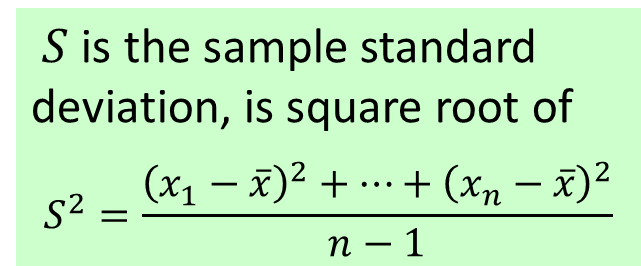 S is the sample standard
deviation, is square root of
S² = (x₁ − x̄)² + ⋯ + (xₙ − x̄)² / n − 1